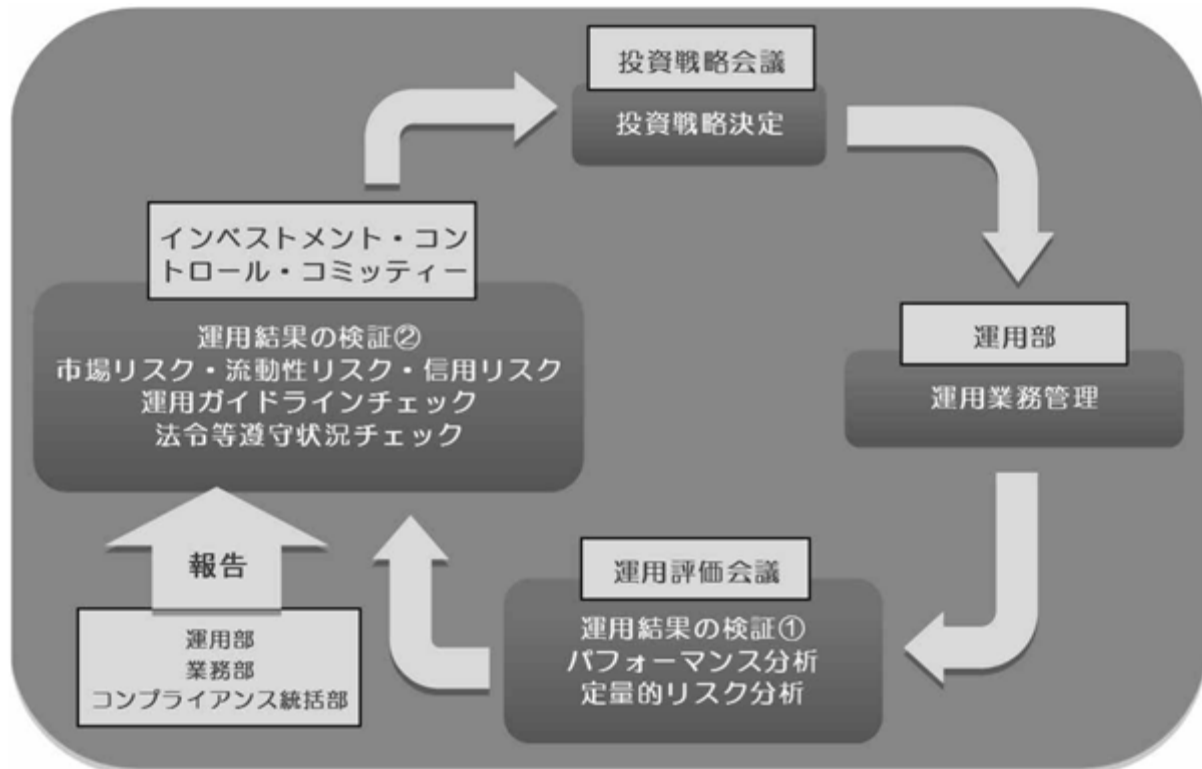 投資戦略会議
投資戦略決定
インベストメント・コン
トロール・コミッティー
運用結果の検証②
市場リスク・流動性リスク・信用リスク
運用ガイドラインチェック
法令等遵守状況チェック
運用部
運用業務管理
報告
運用部
業務部
コンプライアンス統括部
運用評価会議
運用結果の検証①
パフォーマンス分析
定量的リスク分析